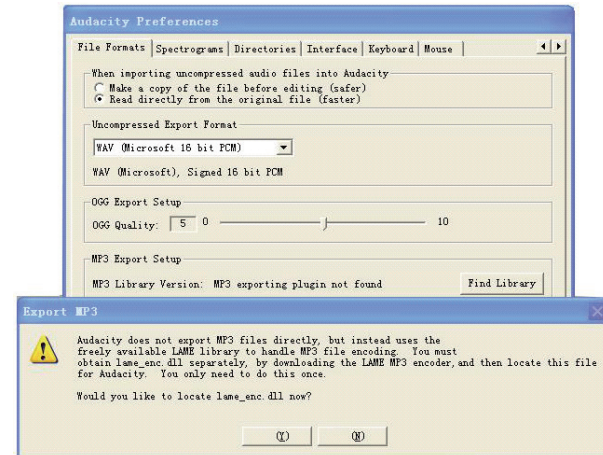 Audacity Preferences
File Formats Spectrograms Directories Interface Keyboard Mouse
When importing uncompressed audio files into Audacity
Make a copy of the file before editing (safer)
Read directly from the original file (faster)
Uncompressed Export Format
WAV (Microsoft 16 bit PCM)
WAV (Microsoft), Signed 16 bit PCM
OGG Export Setup
OGG Quality: 5 0 10
MP3 Export Setup
MP3 Library Version: MP3 exporting plugin not found Find Library
Export MP3
Audacity does not export MP3 files directly, but instead uses the
freely available LAME library to handle MP3 file encoding. You must
obtain lame_enc.dll separately, by downloading the LAME MP3 encoder, and then locate this file
for Audacity. You only need to do this once.
Would you like to locate lame_enc.dll now?
(Y) (N)